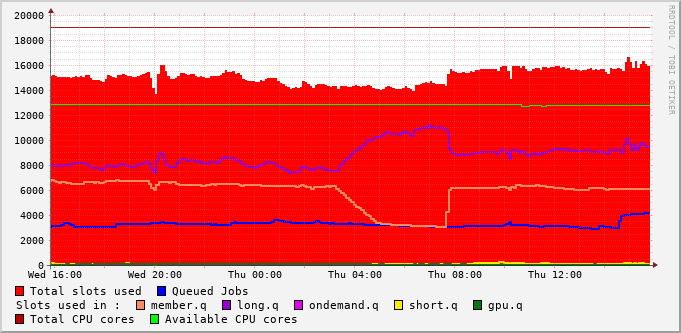 20000
18000
16000
14000
12000
10000
8000
6000
4000
2000
0
Wed 16:00 Wed 20:00 Thu 00:00 Thu 04:00 Thu 08:00 Thu 12:00
Total slots used Queued Jobs
Slots used in : member.q long.q ondemand.q short.q gpu.q
Total CPU cores Available CPU cores
RRDTOOL / TOBI OETIKER